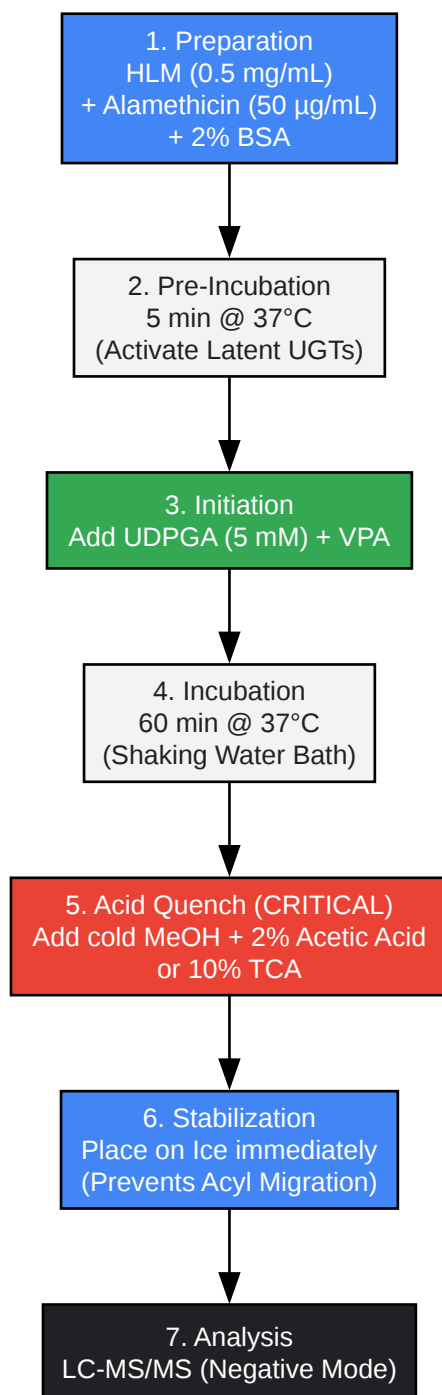 1. Preparation
HLM (0.5 mg/mL)
+ Alamethicin (50 µg/mL)
+ 2% BSA
2. Pre-Incubation
5 min @ 37°C
(Activate Latent UGTs)
3. Initiation
Add UDPGA (5 mM) + VPA
4. Incubation
60 min @ 37°C
(Shaking Water Bath)
5. Acid Quench (CRITICAL)
Add cold MeOH + 2% Acetic Acid
or 10% TCA
6. Stabilization
Place on Ice immediately
(Prevents Acyl Migration)
7. Analysis
LC-MS/MS (Negative Mode)